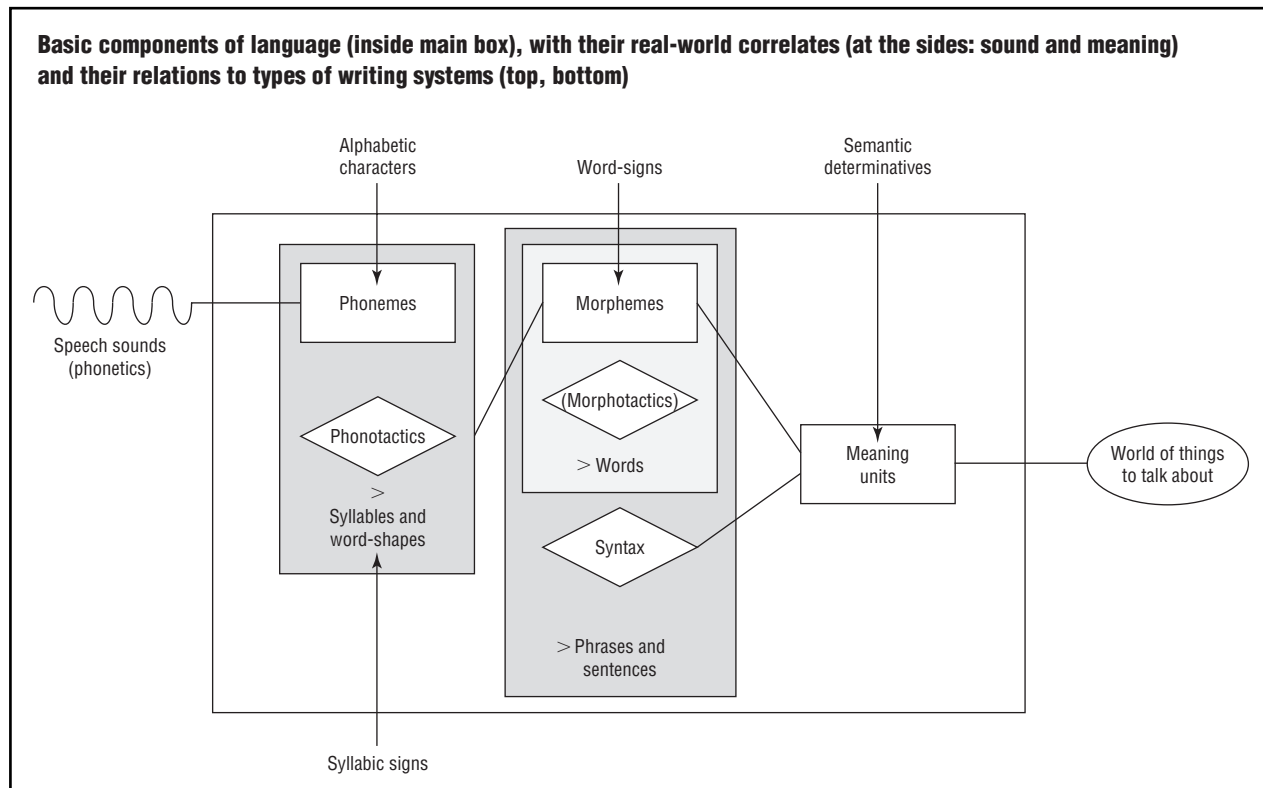 Basic components of language (inside main box), with their real-world correlates (at the sides: sound and meaning)
and their relations to types of writing systems (top, bottom)
Alphabetic
characters
Word-signs
Semantic
determinatives
Speech sounds
(phonetics)
Phonemes
Phonotactics
>
Syllables and
word-shapes
Morphemes
(Morphotactics)
> Words
Syntax
> Phrases and
sentences
Meaning
units
World of things
to talk about
Syllabic signs